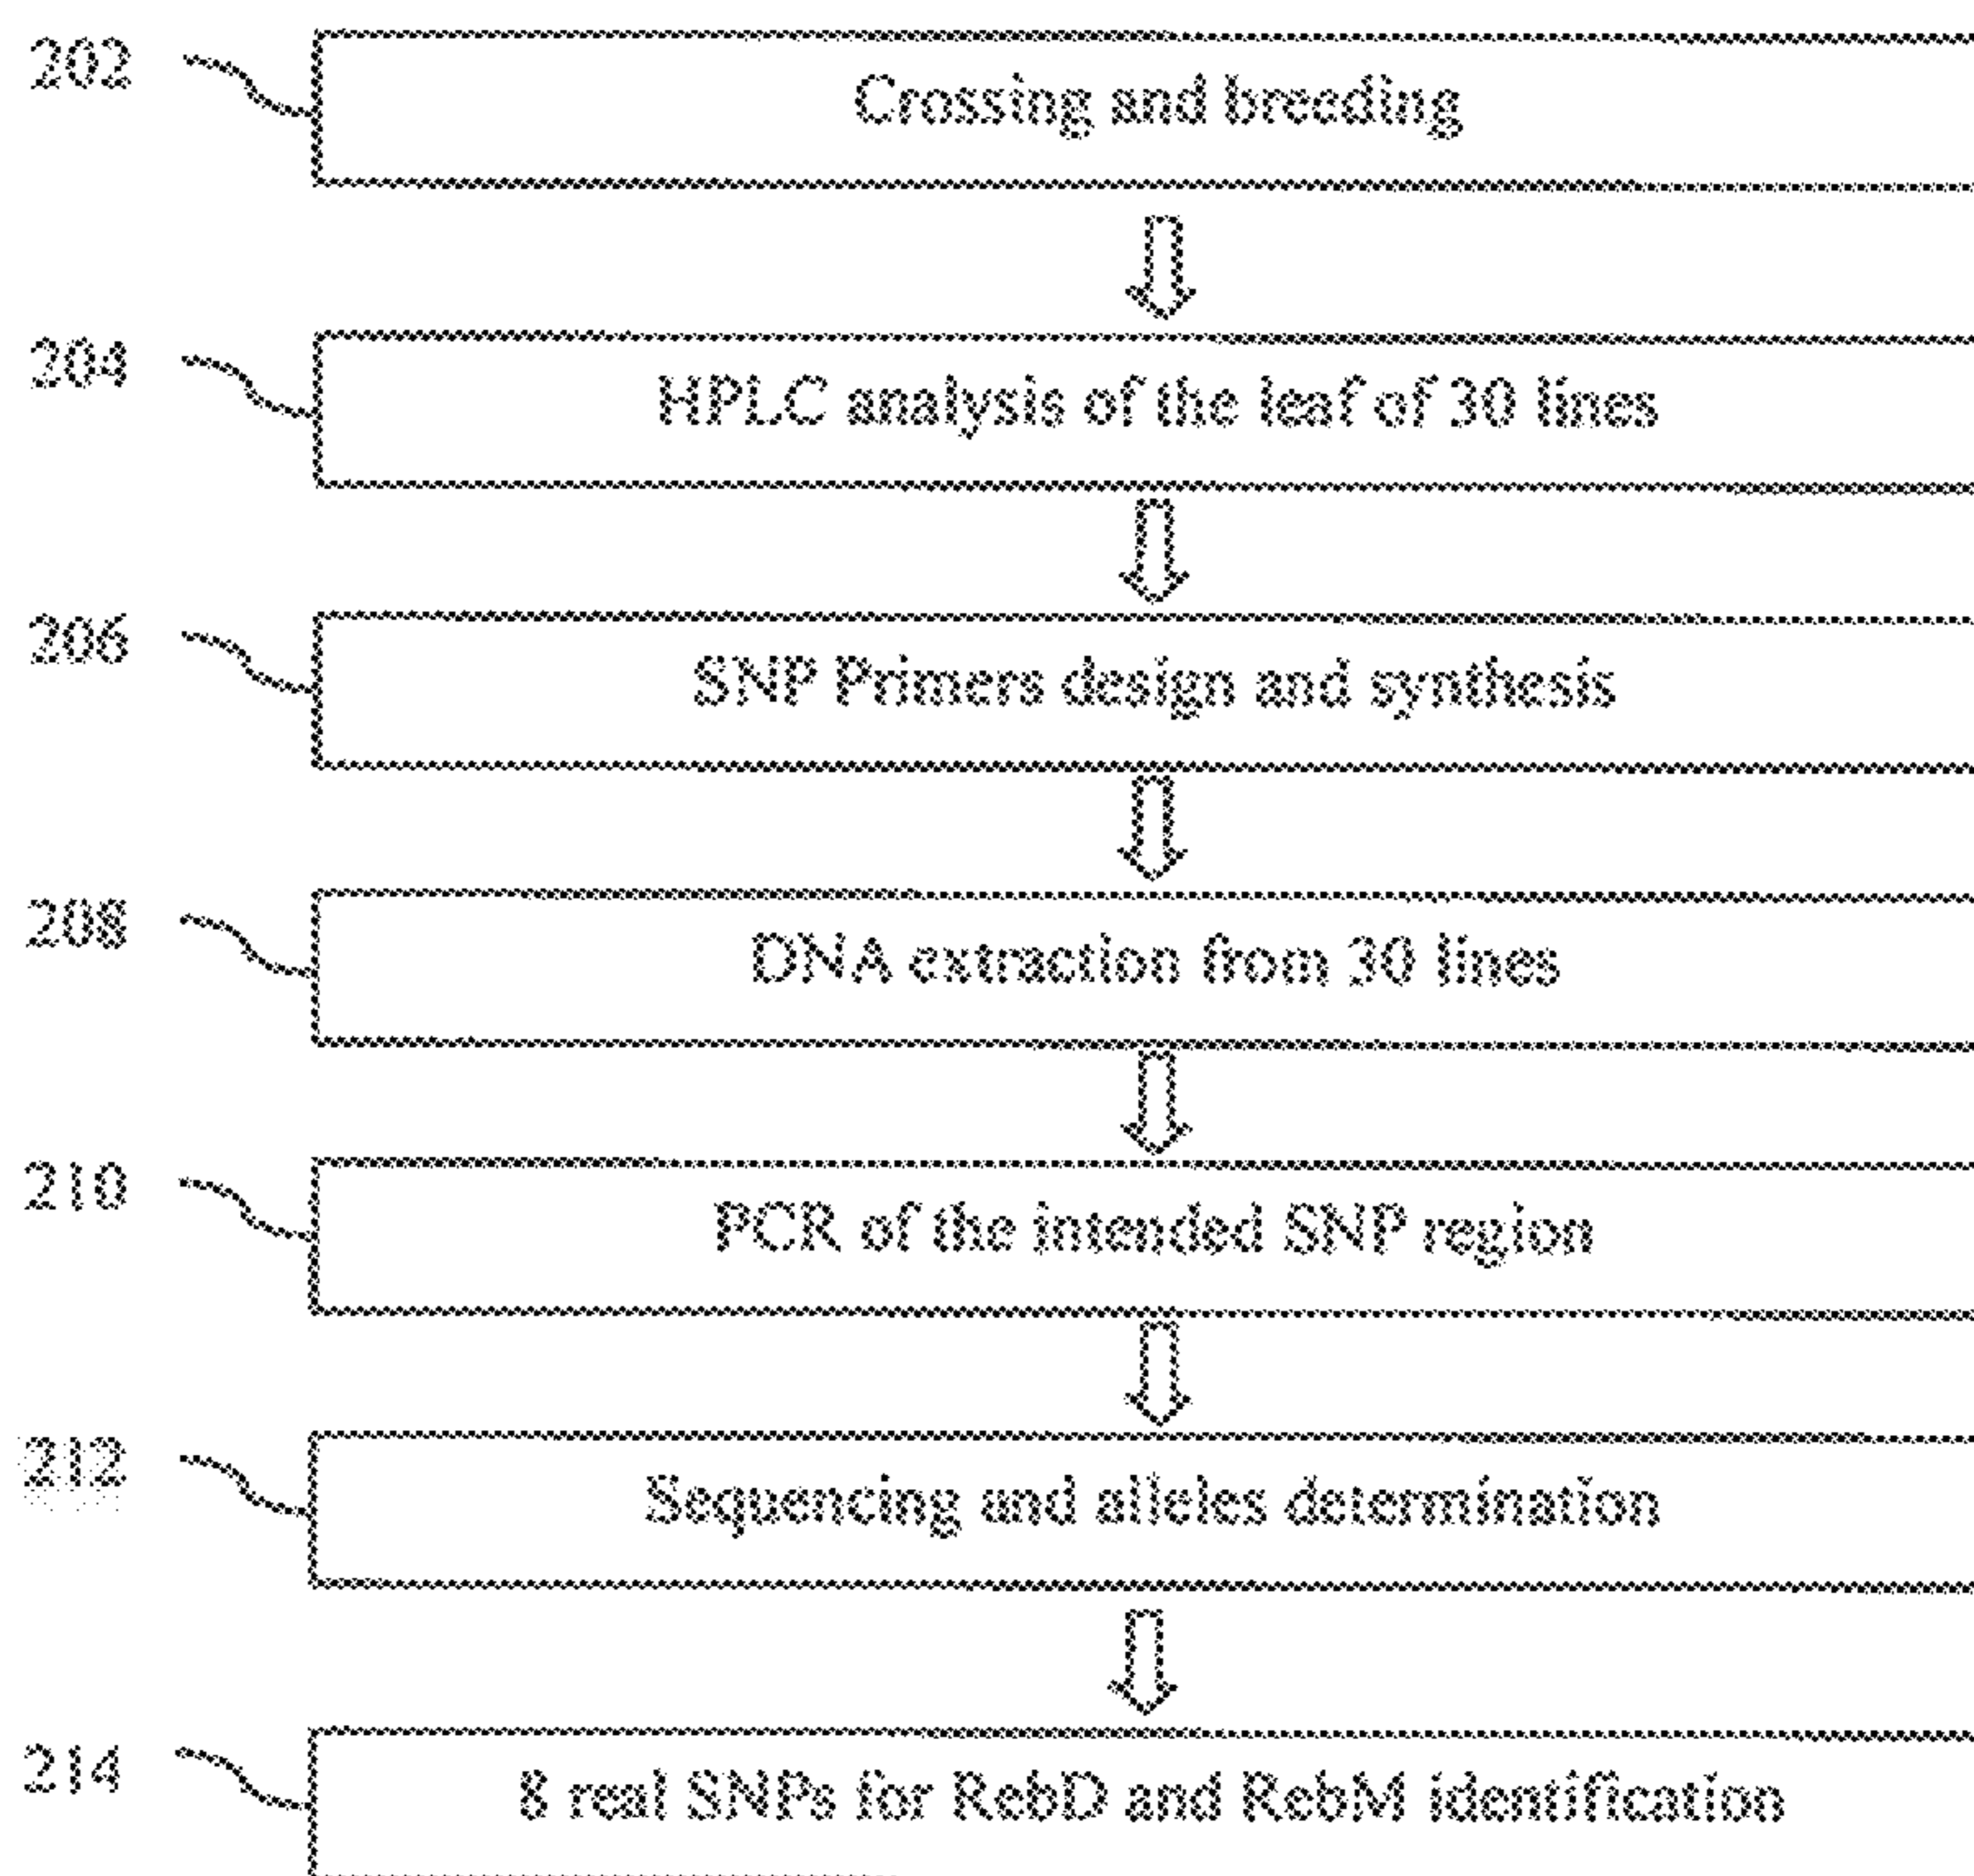 202 Crossing and breeding
204 HPLC analysis of the leaf of 30 lines
206 SNP Primers design and synthesis
208 DNA extraction from 30 lines
210 PCR of the intended SNP region
212 Sequencing and alleles determination
214 8 real SNPs for RebD and RebM identification